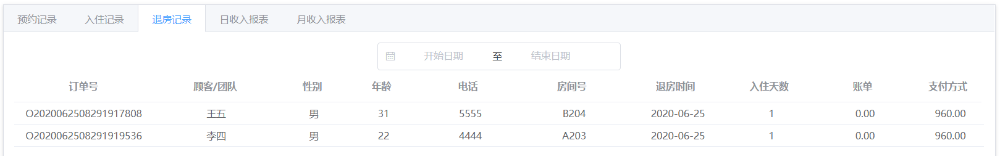 预约记录 入住记录 退房记录 日收入报表 月收入报表
开始日期 至 结束日期
订单号 顾客/团队 性别 年龄 电话 房间号 退房时间 入住天数 账单 支付方式
O2020062508291917808 王五 男 31 5555 B204 2020-06-25 1 0.00 960.00
O2020062508291919536 李四 男 22 4444 A203 2020-06-25 1 0.00 960.00